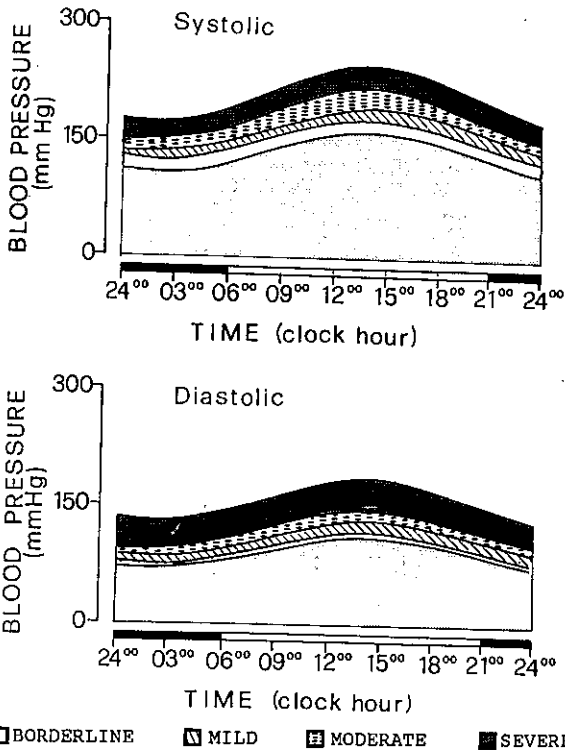 Systolic
300
150
0
BLOOD PRESSURE
(mm Hg)
24⁰⁰ 03⁰⁰ 06⁰⁰ 09⁰⁰ 12⁰⁰ 15⁰⁰ 18⁰⁰ 21⁰⁰ 24⁰⁰
TIME (clock hour)
Diastolic
300
150
0
BLOOD PRESSURE
(mmHg)
24⁰⁰ 03⁰⁰ 06⁰⁰ 09⁰⁰ 12⁰⁰ 15⁰⁰ 18⁰⁰ 21⁰⁰ 24⁰⁰
TIME (clock hour)
BORDERLINE MILD MODERATE SEVERE